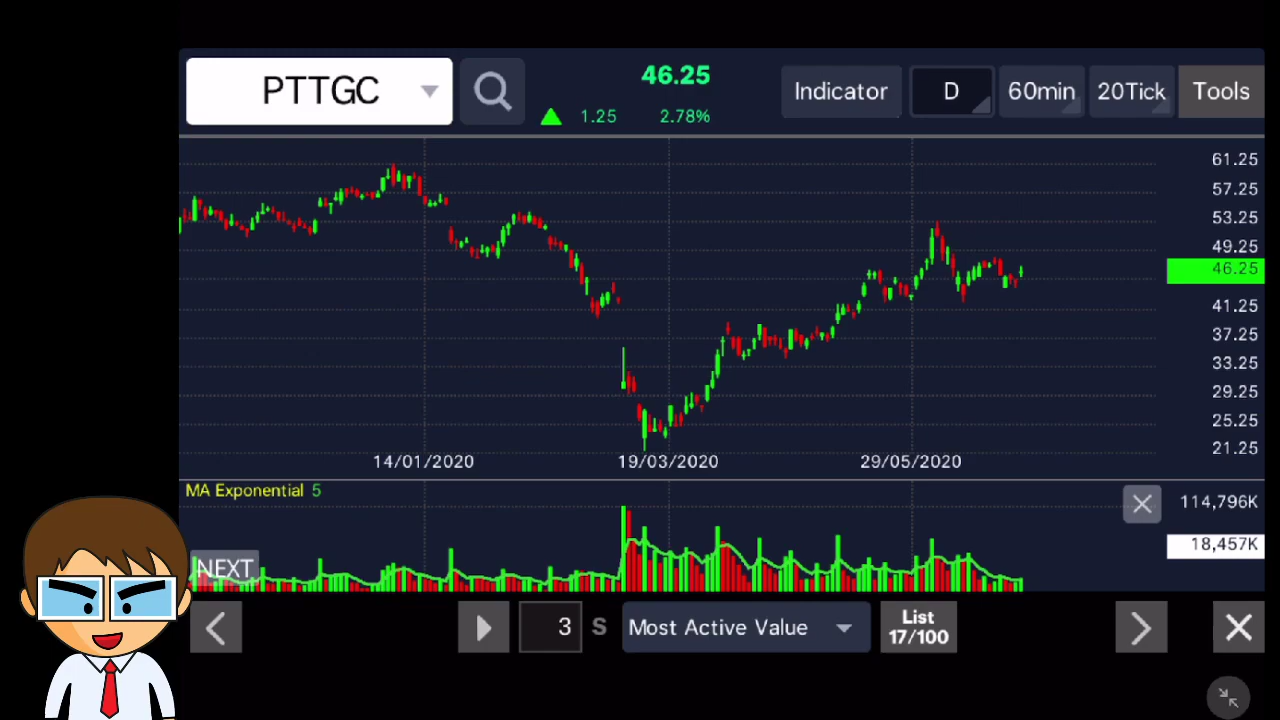 PTTGC
46.25
1.25 2.78%
Indicator D 60min 20Tick Tools
61.25
57.25
53.25
49.25
46.25
41.25
37.25
33.25
29.25
25.25
21.25
14/01/2020 19/03/2020 29/05/2020
MA Exponential 5
114,796K
18,457K
NEXT
3 S Most Active Value List
17/100